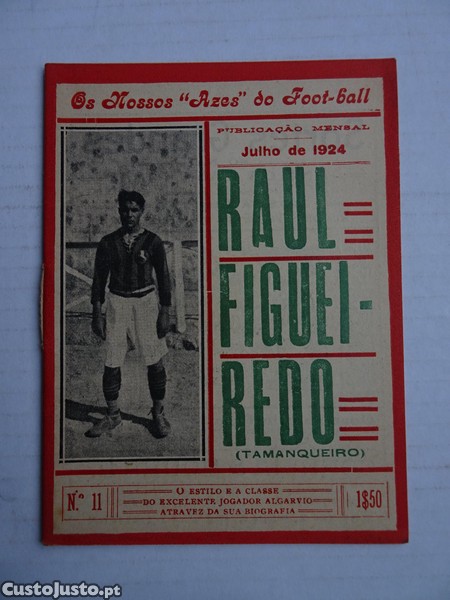 Os Nossos "Azes" do Foot-ball
PUBLICAÇÃO MENSAL
Julho de 1924
RAUL
FIGUEI-
REDO
(TAMANQUEIRO)
N.º 11
O ESTILO E A CLASSE
DO EXCELENTE JOGADOR ALGARVIO
ATRAVEZ DA SUA BIOGRAFIA
1$50
CustoJusto.pt